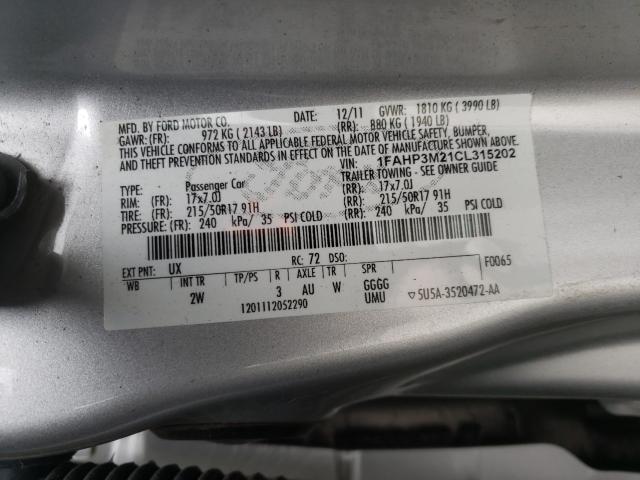 MFD. BY FORD MOTOR CO.
DATE: 12/11 GVWR: 1810 KG ( 3990 LB)
GAWR: (FR): 972 KG ( 2143 LB) (RR): 880 KG ( 1940 LB)
THIS VEHICLE CONFORMS TO ALL APPLICABLE FEDERAL MOTOR VEHICLE SAFETY, BUMPER,
AND THEFT PREVENTION STANDARDS IN EFFECT ON THE DATE OF MANUFACTURE SHOWN ABOVE.
VIN: 1FAHP3M21CL315202
TYPE: Passenger Car TRAILER TOWING - SEE OWNER GUIDE
RIM: (FR): 17x7.0J (RR): 17x7.0J
TIRE: (FR): 215/50R17 91H (RR): 215/50R17 91H
PRESSURE: (FR): 240 kPa/ 35 PSI COLD (RR): 240 kPa/ 35 PSI COLD
EXT PNT: UX RC: 72 DSO: F0065
WB INT TR TP/PS R AXLE TR SPR
2W 3 AU W GGGG
UMU
1201112052290
5U5A-3520472-AA